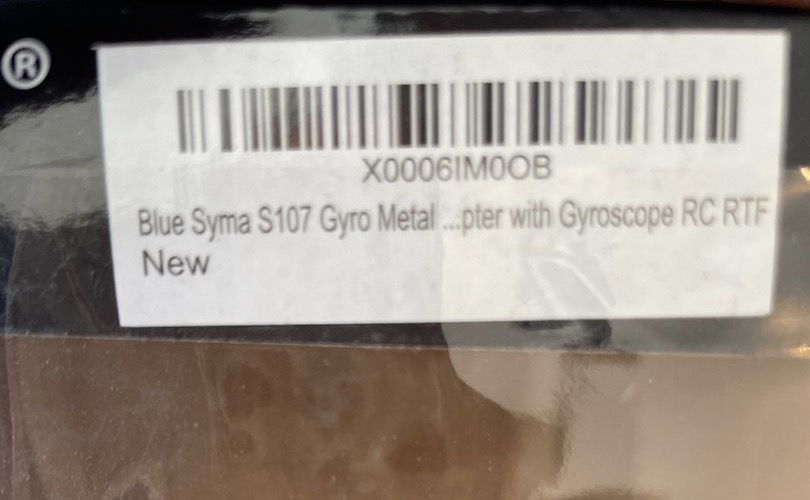 ®
X0006IM0OB
Blue Syma S107 Gyro Metal ...pter with Gyroscope RC RTF
New